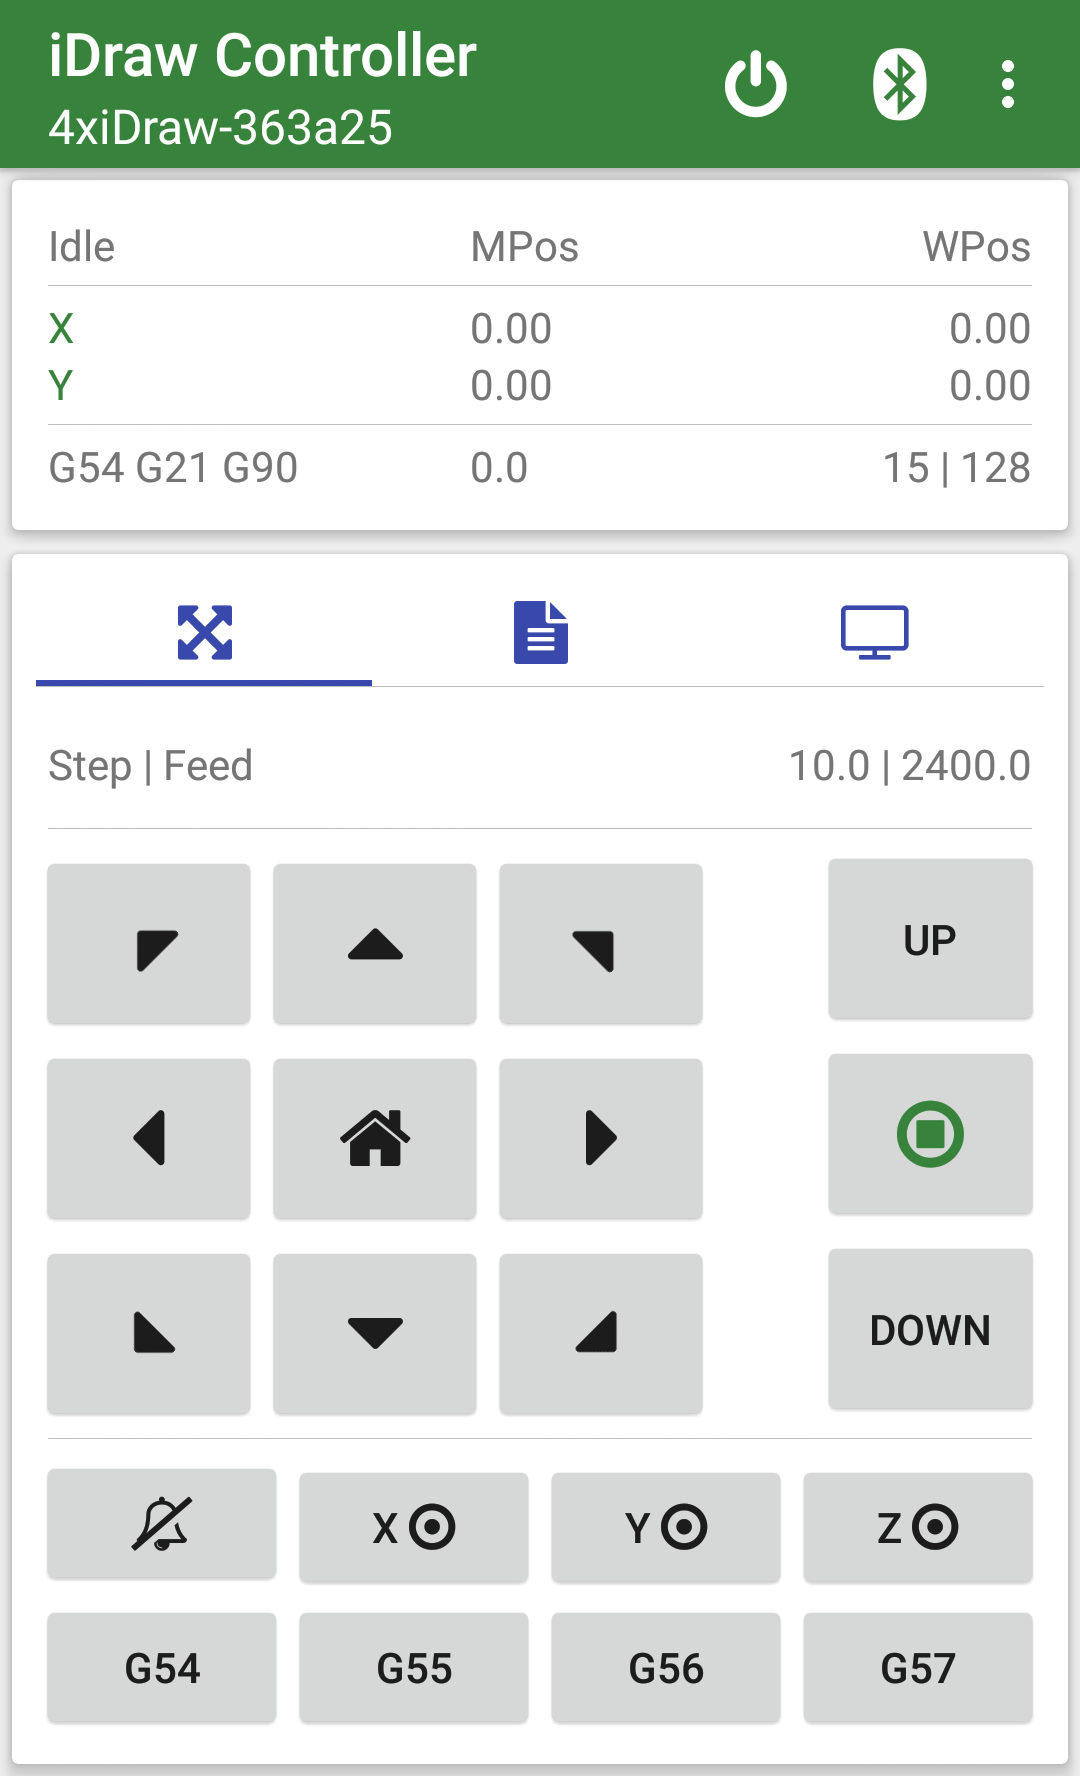 iDraw Controller
4xiDraw-363a25
Idle MPos WPos
X 0.00 0.00
Y 0.00 0.00
G54 G21 G90 0.0 15 | 128
Step | Feed 10.0 | 2400.0
UP
DOWN
X Y Z
G54 G55 G56 G57